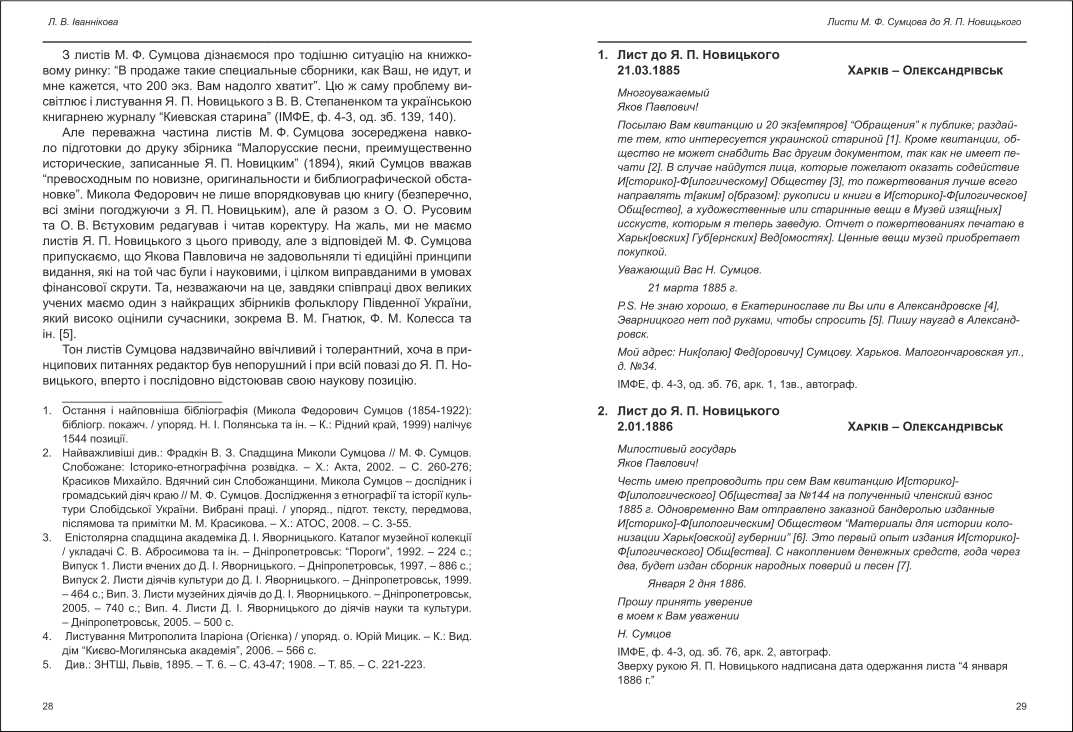 Л. В. Іваннікова
З листів М. Ф. Сумцова дізнаємося про тодішню ситуацію на книжко-
вому ринку: “В продаже такие специальные сборники, как Ваш, не идут, и
мне кажется, что 200 экз. Вам надолго хватит”. Цю ж саму проблему ви-
світлює і листування Я. П. Новицького з В. В. Степаненком та українською
книгарнею журналу “Киевская старина” (ІМФЕ, ф. 4-3, од. зб. 139, 140).
Але переважна частина листів М. Ф. Сумцова зосереджена навко-
ло підготовки до друку збірника “Малорусские песни, преимущественно
исторические, записанные Я. П. Новицким” (1894), який Сумцов вважав
“превосходным по новизне, оригинальности и библиографической обста-
новке”. Микола Федорович не лише впорядковував цю книгу (безперечно,
всі зміни погоджуючи з Я. П. Новицьким), але й разом з О. О. Русовим
та О. В. Вєтуховим редагував і читав коректуру. На жаль, ми не маємо
листів Я. П. Новицького з цього приводу, але з відповідей М. Ф. Сумцова
припускаємо, що Якова Павловича не задовольняли ті едиційні принципи
видання, які на той час були і науковими, і цілком виправданими в умовах
фінансової скрути. Та, незважаючи на це, завдяки співпраці двох великих
учених маємо один з найкращих збірників фольклору Південної України,
який високо оцінили сучасники, зокрема В. М. Гнатюк, Ф. М. Колесса та
ін. [5].
Тон листів Сумцова надзвичайно ввічливий і толерантний, хоча в при-
нципових питаннях редактор був непорушний і при всій повазі до Я. П. Но-
вицького, вперто і послідовно відстоював свою наукову позицію.
1. Остання і найповніша бібліографія (Микола Федорович Сумцов (1854-1922):
бібліогр. покажч. / упоряд. Н. І. Полянська та ін. – К.: Рідний край, 1999) налічує
1544 позиції.
2. Найважливіші див.: Фрадкін В. З. Спадщина Миколи Сумцова // М. Ф. Сумцов.
Слобожане: Історико-етнографічна розвідка. – Х.: Акта, 2002. – С. 260-276;
Красиков Михайло. Вдячний син Слобожанщини. Микола Сумцов – дослідник і
громадський діяч краю // М. Ф. Сумцов. Дослідження з етнографії та історії куль-
тури Слобідської України. Вибрані праці. / упоряд., підгот. тексту, передмова,
післямова та примітки М. М. Красикова. – Х.: АТОС, 2008. – С. 3-55.
3. Епістолярна спадщина академіка Д. І. Яворницького. Каталог музейної колекції
/ укладачі С. В. Абросимова та ін. – Дніпропетровськ: “Пороги”, 1992. – 224 с.;
Випуск 1. Листи вчених до Д. І. Яворницького. – Дніпропетровськ, 1997. – 886 с.;
Випуск 2. Листи діячів культури до Д. І. Яворницького. – Дніпропетровськ, 1999.
– 464 с.; Вип. 3. Листи музейних діячів до Д. І. Яворницького. – Дніпропетровськ,
2005. – 740 с.; Вип. 4. Листи Д. І. Яворницького до діячів науки та культури.
– Дніпропетровськ, 2005. – 500 с.
4. Листування Митрополита Іларіона (Огієнка) / упоряд. о. Юрій Мицик. – К.: Вид.
дім “Києво-Могилянська академія”, 2006. – 566 с.
5. Див.: ЗНТШ, Львів, 1895. – Т. 6. – С. 43-47; 1908. – Т. 85. – С. 221-223.
28
Листи М. Ф. Сумцова до Я. П. Новицького
1. Лист до Я. П. Новицького
21.03.1885 Харків – Олександрівськ
Многоуважаемый
Яков Павлович!
Посылаю Вам квитанцию и 20 экз[емпяров] “Обращения” к публике; раздай-
те тем, кто интересуется украинской стариной [1]. Кроме квитанции, об-
щество не может снабдить Вас другим документом, так как не имеет пе-
чати [2]. В случае найдутся лица, которые пожелают оказать содействие
И[сторико]-Ф[илогическому] Обществу [3], то пожертвования лучше всего
направлять т[аким] о[бразом]: рукописи и книги в И[сторико]-Ф[илогическое]
Общ[ество], а художественные или старинные вещи в Музей изящ[ных]
исскуств, которым я теперь заведую. Отчет о пожертвованиях печатаю в
Харьк[овских] Губ[ернских] Вед[омостях]. Ценные вещи музей приобретает
покупкой.
Уважающий Вас Н. Сумцов.
21 марта 1885 г.
P.S. Не знаю хорошо, в Екатеринославе ли Вы или в Александровске [4],
Эварницкого нет под руками, чтобы спросить [5]. Пишу наугад в Александ-
ровск.
Мой адрес: Ник[олаю] Фед[оровичу] Сумцову. Харьков. Малогончаровская ул.,
д. №34.
ІМФЕ, ф. 4-3, од. зб. 76, арк. 1, 1зв., автограф.
2. Лист до Я. П. Новицького
2.01.1886 Харків – Олександрівськ
Милостивый государь
Яков Павлович!
Честь имею препроводить при сем Вам квитанцию И[сторико]-
Ф[илологического] Об[щества] за №144 на полученный членский взнос
1885 г. Одновременно Вам отправлено заказной бандеролью изданные
И[сторико]-Ф[ипологическим] Обществом “Материалы для истории коло-
низации Харьк[овской] губернии” [6]. Это первый опыт издания И[сторико]-
Ф[илогического] Общ[ества]. С накоплением денежных средств, года через
два, будет издан сборник народных поверий и песен [7].
Января 2 дня 1886.
Прошу принять уверение
в моем к Вам уважении
Н. Сумцов
ІМФЕ, ф. 4-3, од. зб. 76, арк. 2, автограф.
Зверху рукою Я. П. Новицького надписана дата одержання листа “4 января
1886 г.”
29